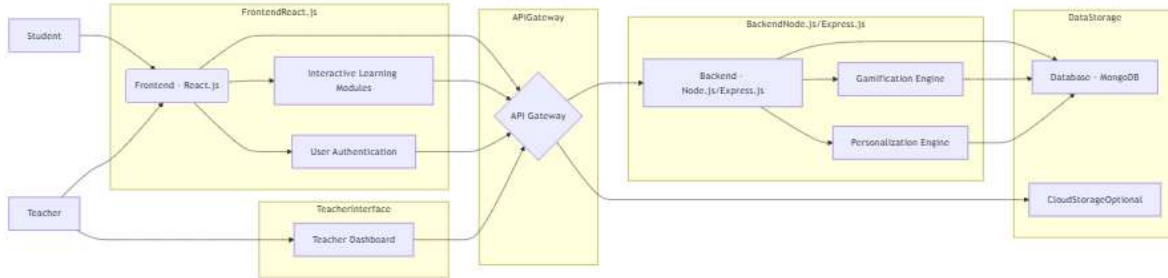 FrontendReact.js
Student
Frontend - React.js
Interactive Learning
Modules
User Authentication
Teacher
TeacherInterface
Teacher Dashboard
APIGateway
API Gateway
BackendNode.js/Express.js
Backend -
Node.js/Express.js
Gamification Engine
Personalization Engine
DataStorage
Database - MongoDB
CloudStorageOptional